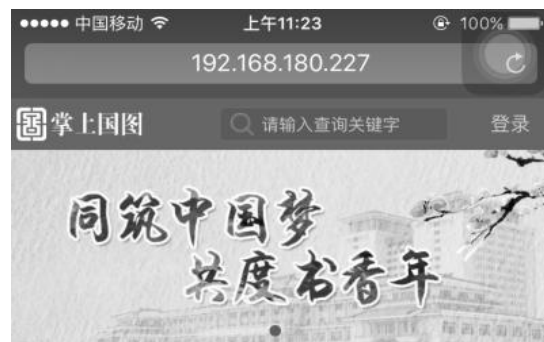 中国移动 上午11:23 100%
192.168.180.227
掌上国图 请输入查询关键字 登录
同筑中国梦
共度书香年